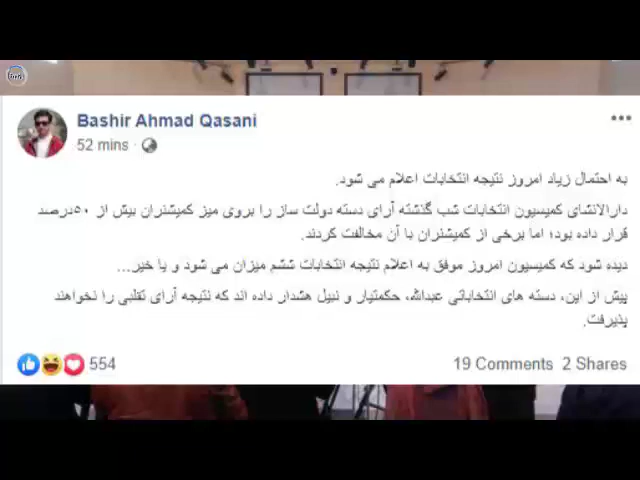 Bashir Ahmad Qasani
52 mins
به احتمال زیاد امروز نتیجه انتخابات اعلام می شود.
دارالانشای کمیسیون انتخابات شب گذشته آرای دسته دولت ساز را بروی میز کمیشنران بیش از ۵۰درصد
قرار داده بود؛ اما برخی از کمیشنران با آن مخالفت کردند.
دیده شود که کمیسیون امروز موفق به اعلام نتیجه انتخابات ششم میزان می شود و یا خیر...
پیش از این، دسته های انتخاباتی عبدالله، حکمتیار و نبیل هشدار داده اند که نتیجه آرای تقلبی را نخواهند
پذیرفت.
554
19 Comments 2 Shares